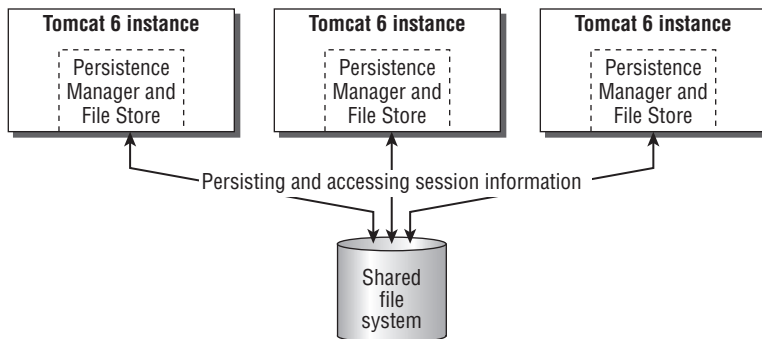 Tomcat 6 instance
Persistence
Manager and
File Store
Tomcat 6 instance
Persistence
Manager and
File Store
Tomcat 6 instance
Persistence
Manager and
File Store
Persisting and accessing session information
Shared
file
system